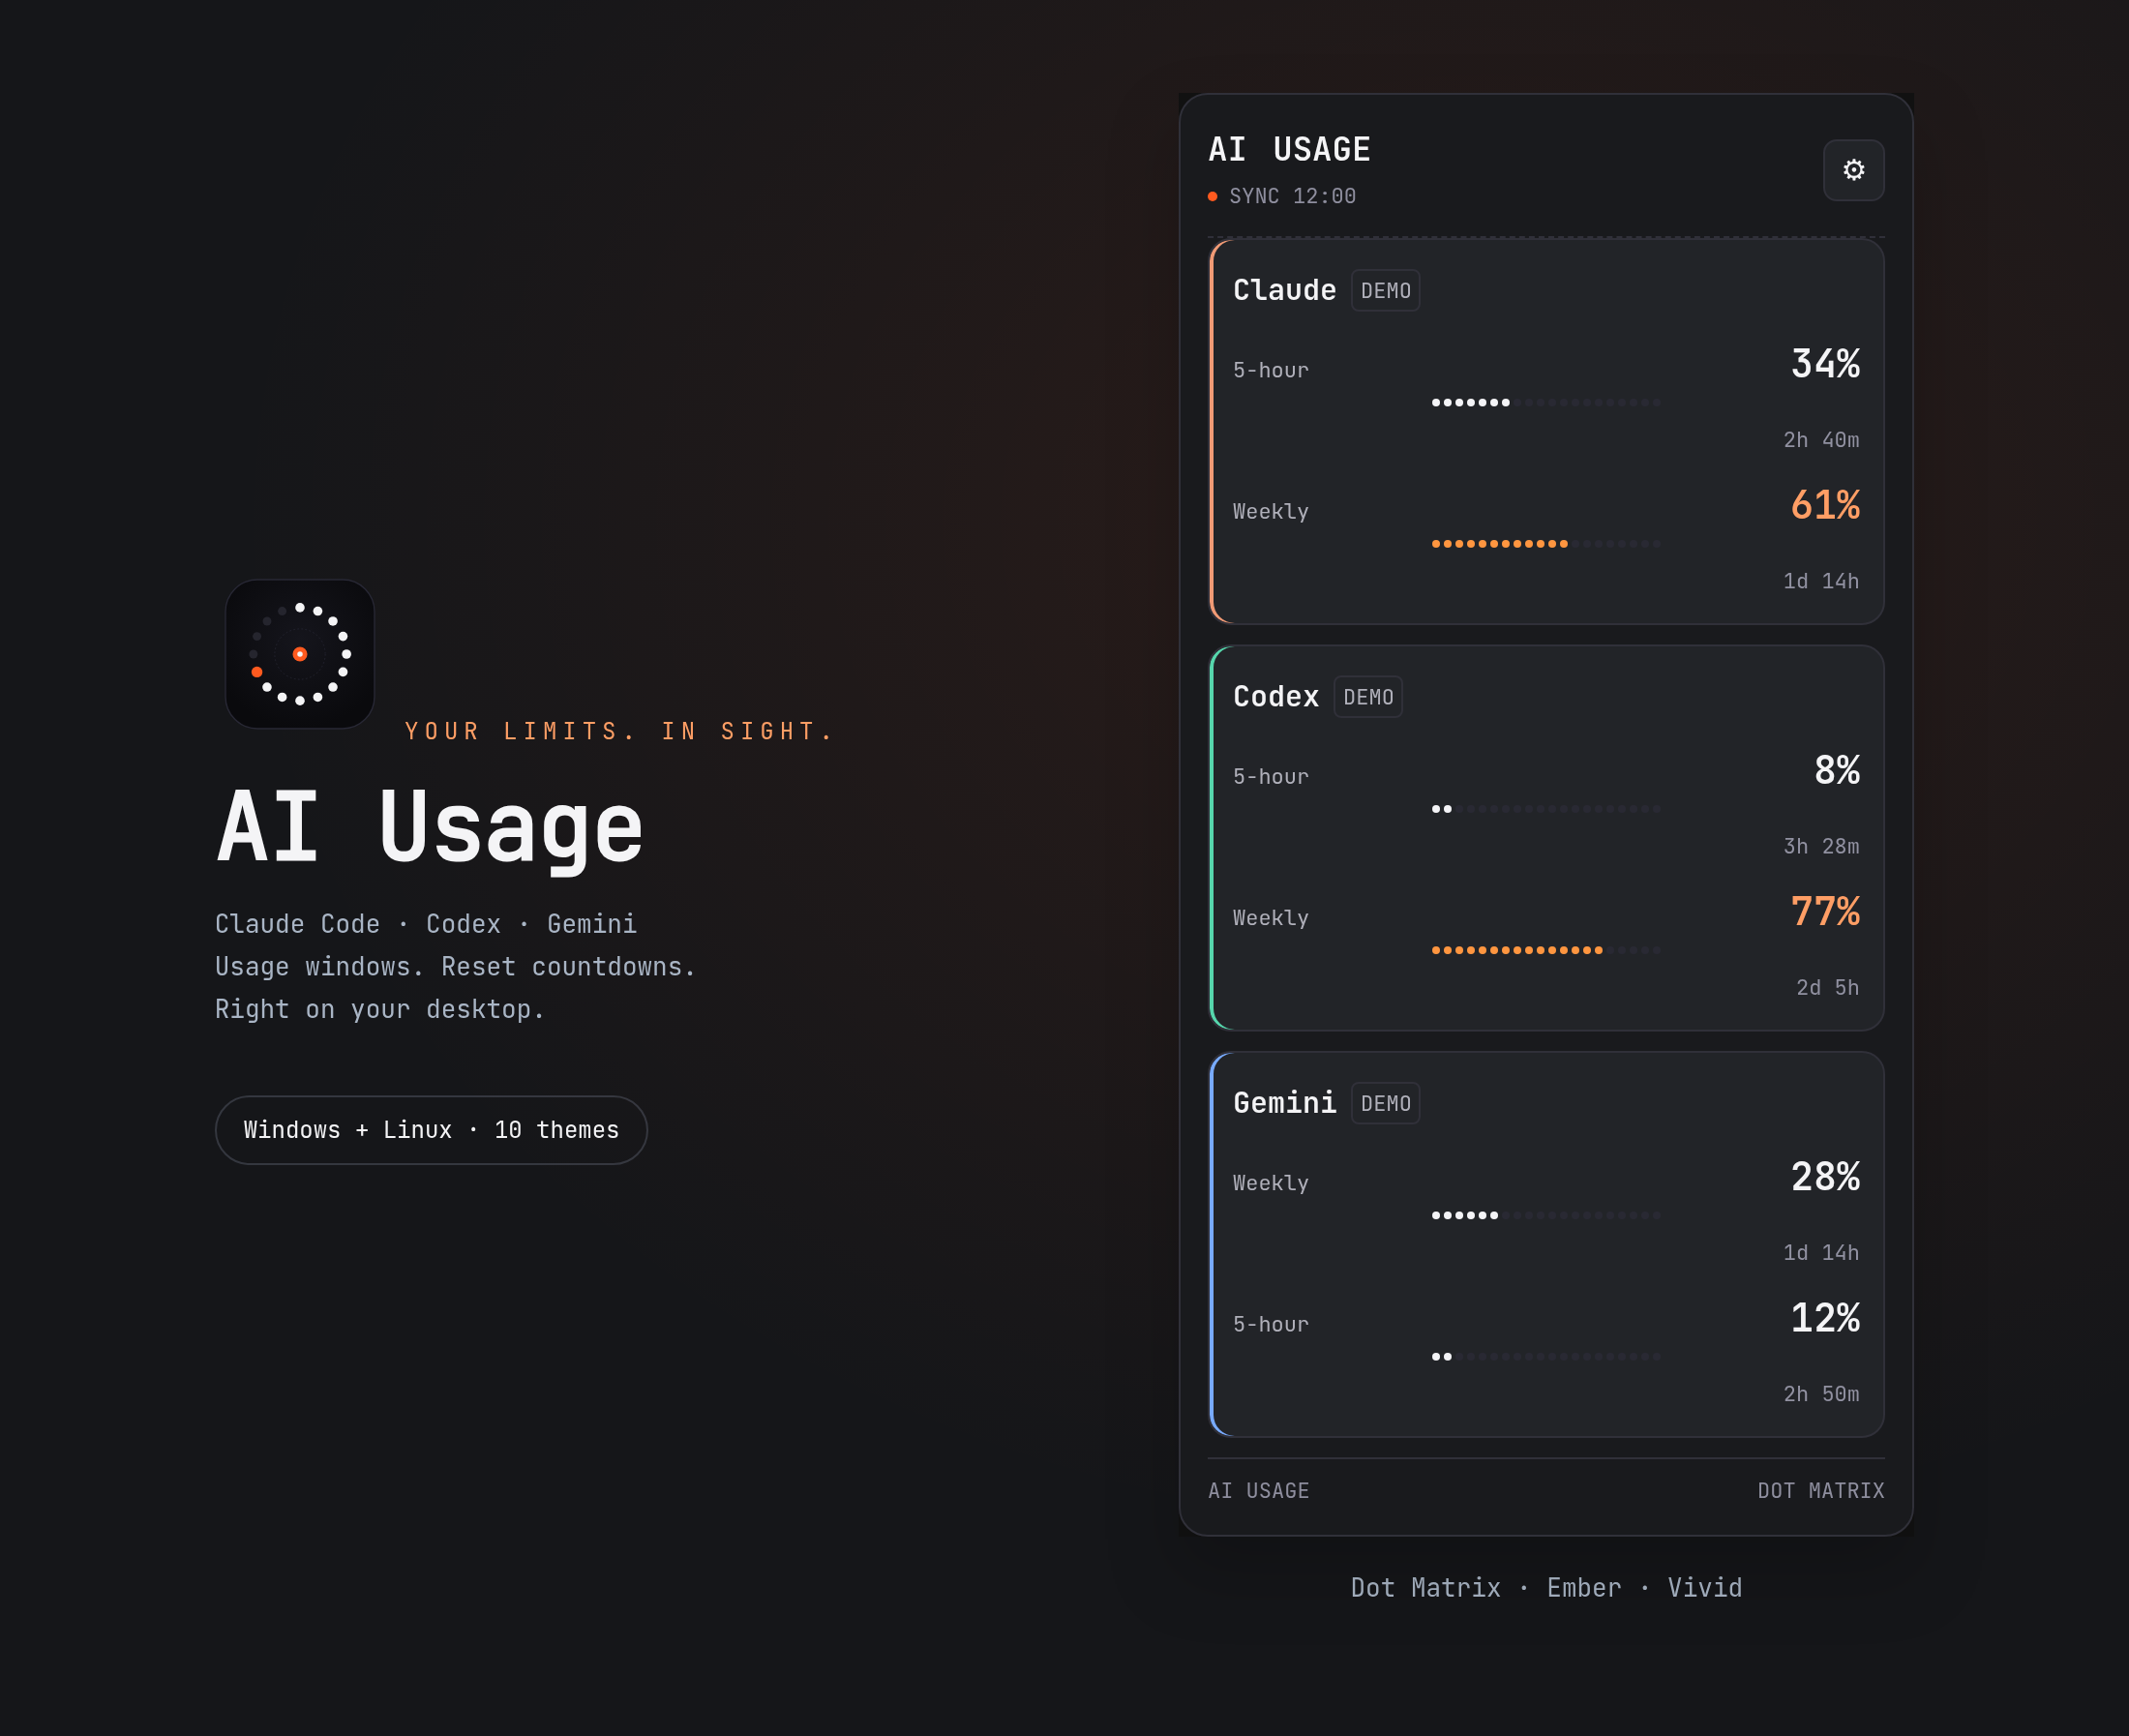 YOUR LIMITS. IN SIGHT.
AI Usage
Claude Code · Codex · Gemini
Usage windows. Reset countdowns.
Right on your desktop.
Windows + Linux · 10 themes
AI USAGE
SYNC 12:00
Claude DEMO
5-hour 34%
2h 40m
Weekly 61%
1d 14h
Codex DEMO
5-hour 8%
3h 28m
Weekly 77%
2d 5h
Gemini DEMO
Weekly 28%
1d 14h
5-hour 12%
2h 50m
AI USAGE DOT MATRIX
Dot Matrix · Ember · Vivid